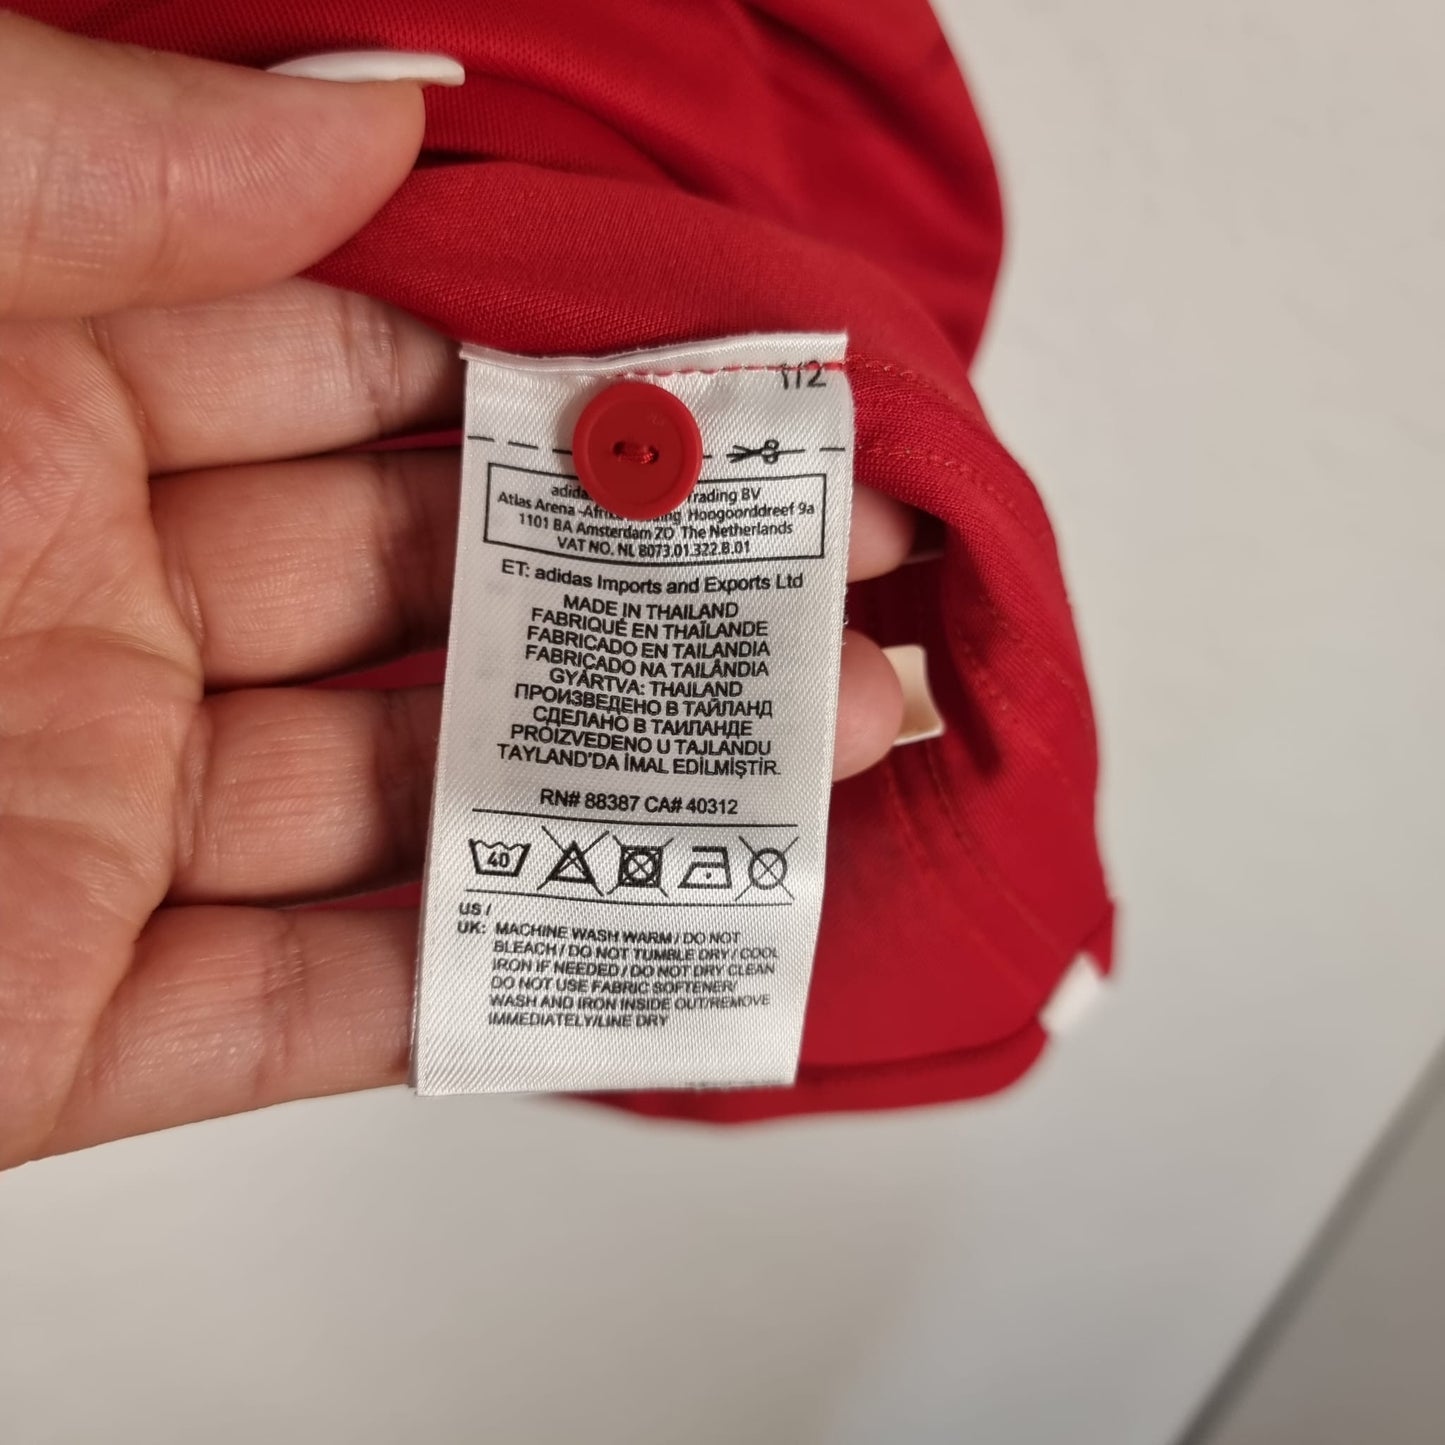 1/2
adidas Trading BV
Atlas Arena -Afri Hoogoorddreef 9a
1101 BA Amsterdam ZO The Netherlands
VAT NO. NL 8073.01.322.B.01
ET: adidas Imports and Exports Ltd
MADE IN THAILAND
FABRIQUÉ EN THAÏLANDE
FABRICADO EN TAILANDIA
FABRICADO NA TAILÂNDIA
GYÁRTVA: THAILAND
ПРОИЗВЕДЕНО В ТАЙЛАНД
СДЕЛАНО В ТАИЛАНДЕ
PROIZVEDENO U TAJLANDU
TAYLAND'DA İMAL EDİLMİŞTİR.
RN# 88387 CA# 40312
40
US /
UK: MACHINE WASH WARM / DO NOT
BLEACH / DO NOT TUMBLE DRY / COOL
IRON IF NEEDED / DO NOT DRY CLEAN
DO NOT USE FABRIC SOFTENER/
WASH AND IRON INSIDE OUT/REMOVE
IMMEDIATELY/LINE DRY